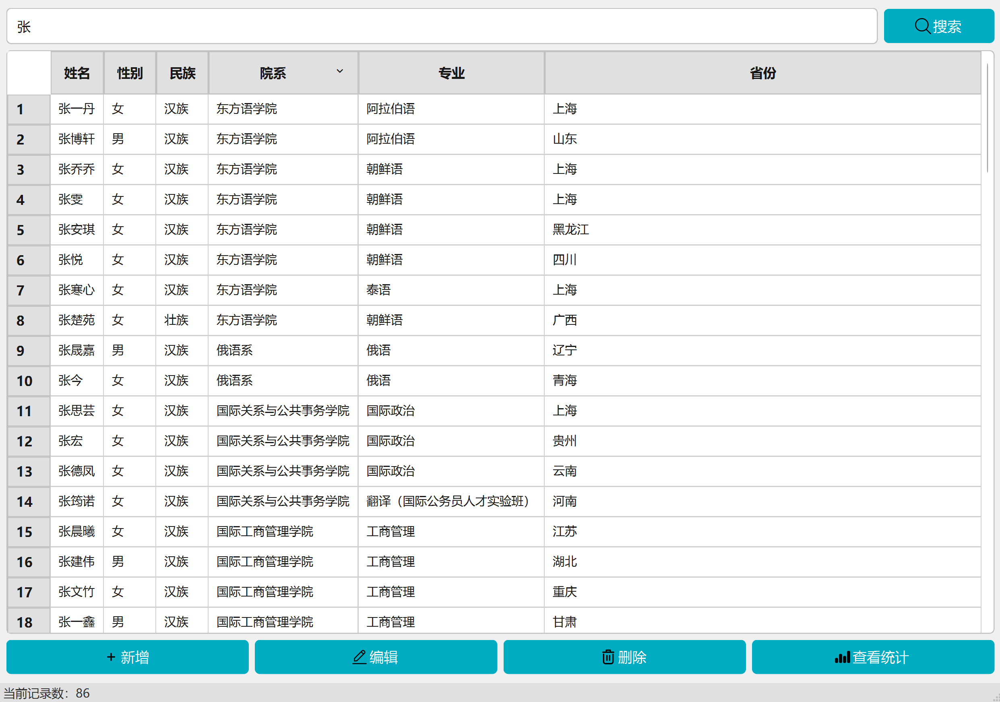 张 搜索
姓名 性别 民族 院系 专业 省份
1 张一丹 女 汉族 东方语学院 阿拉伯语 上海
2 张博轩 男 汉族 东方语学院 阿拉伯语 山东
3 张乔乔 女 汉族 东方语学院 朝鲜语 上海
4 张雯 女 汉族 东方语学院 朝鲜语 上海
5 张安琪 女 汉族 东方语学院 朝鲜语 黑龙江
6 张悦 女 汉族 东方语学院 朝鲜语 四川
7 张寒心 女 汉族 东方语学院 泰语 上海
8 张楚苑 女 壮族 东方语学院 朝鲜语 广西
9 张晟嘉 男 汉族 俄语系 俄语 辽宁
10 张今 女 汉族 俄语系 俄语 青海
11 张思芸 女 汉族 国际关系与公共事务学院 国际政治 上海
12 张宏 女 汉族 国际关系与公共事务学院 国际政治 贵州
13 张德凤 女 汉族 国际关系与公共事务学院 国际政治 云南
14 张筠诺 女 汉族 国际关系与公共事务学院 翻译（国际公务员人才实验班） 河南
15 张晨曦 女 汉族 国际工商管理学院 工商管理 江苏
16 张建伟 男 汉族 国际工商管理学院 工商管理 湖北
17 张文竹 女 汉族 国际工商管理学院 工商管理 重庆
18 张一鑫 男 汉族 国际工商管理学院 工商管理 甘肃
+ 新增 编辑 删除 查看统计
当前记录数：86